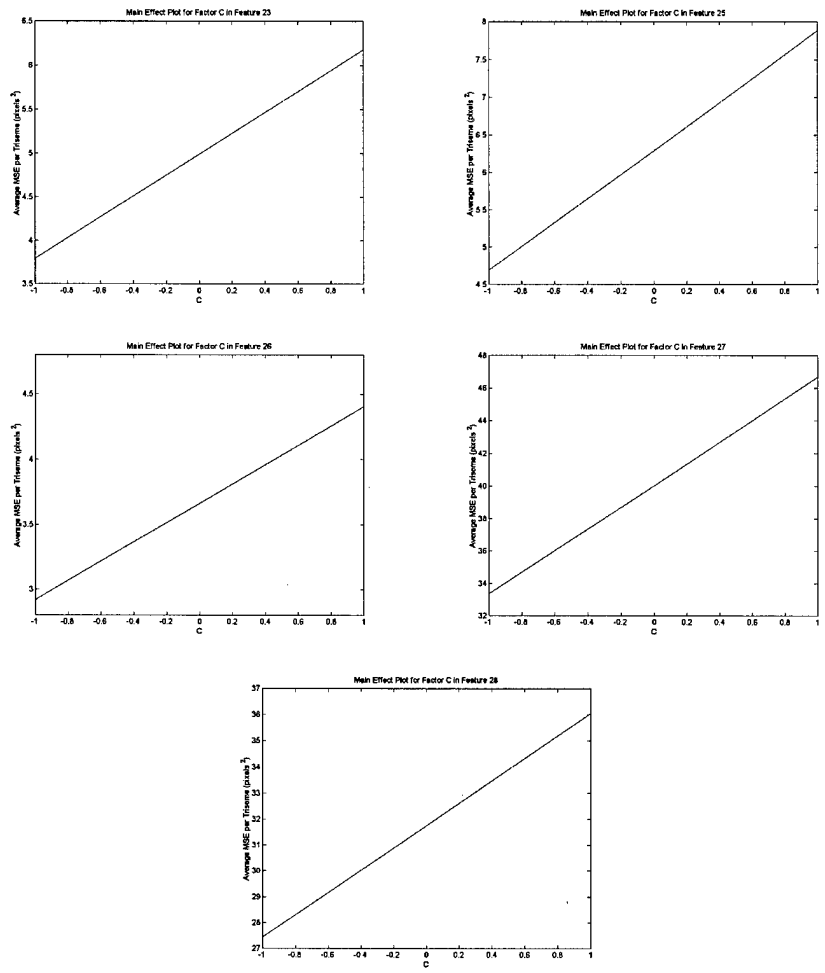 Main Effect Plot for Factor C in Feature 23
Average MSE per Triseme (pixels ²)
6.5
6
5.5
5
4.5
4
3.5
-1 -0.8 -0.6 -0.4 -0.2 0 0.2 0.4 0.6 0.8 1
C
Main Effect Plot for Factor C in Feature 25
Average MSE per Triseme (pixels ²)
8
7.5
7
6.5
6
5.5
5
4.5
-1 -0.8 -0.6 -0.4 -0.2 0 0.2 0.4 0.6 0.8 1
C
Main Effect Plot for Factor C in Feature 26
Average MSE per Triseme (pixels ²)
4.5
4
3.5
3
-1 -0.8 -0.6 -0.4 -0.2 0 0.2 0.4 0.6 0.8 1
C
Main Effect Plot for Factor C in Feature 27
Average MSE per Triseme (pixels ²)
48
46
44
42
40
38
36
34
32
-1 -0.8 -0.6 -0.4 -0.2 0 0.2 0.4 0.6 0.8 1
C
Main Effect Plot for Factor C in Feature 28
Average MSE per Triseme (pixels ²)
37
36
35
34
33
32
31
30
29
28
27
-1 -0.8 -0.6 -0.4 -0.2 0 0.2 0.4 0.6 0.8 1
C